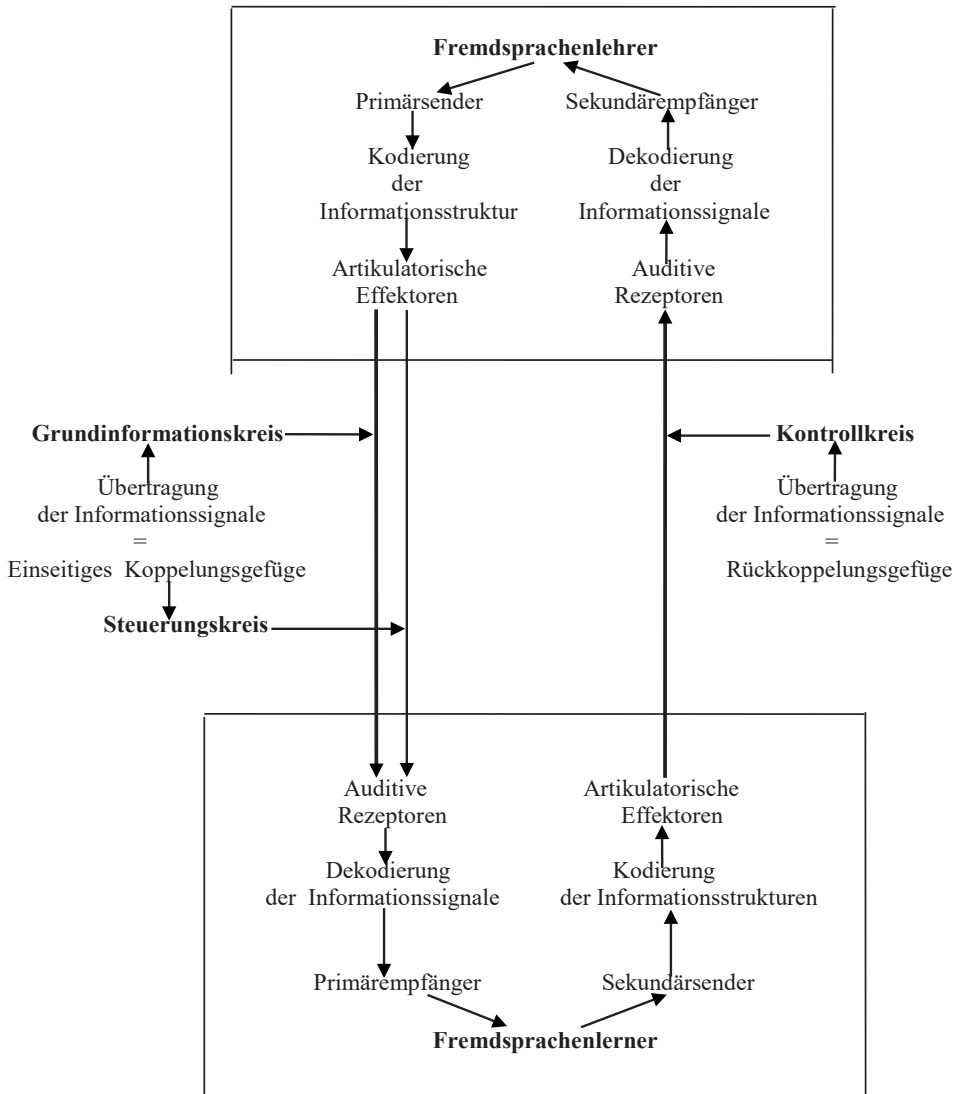 Fremdsprachenlehrer
Primärsender
Sekundärempfänger
Kodierung
der
Informationsstruktur
Dekodierung
der
Informationssignale
Artikulatorische
Effektoren
Auditive
Rezeptoren
Grundinformationskreis
Übertragung
der Informationssignale
=
Einseitiges Koppelungsgefüge
Steuerungskreis
Kontrollkreis
Übertragung
der Informationssignale
=
Rückkoppelungsgefüge
Auditive
Rezeptoren
Artikulatorische
Effektoren
Dekodierung
der Informationssignale
Kodierung
der Informationsstrukturen
Primärempfänger
Sekundärsender
Fremdsprachenlerner